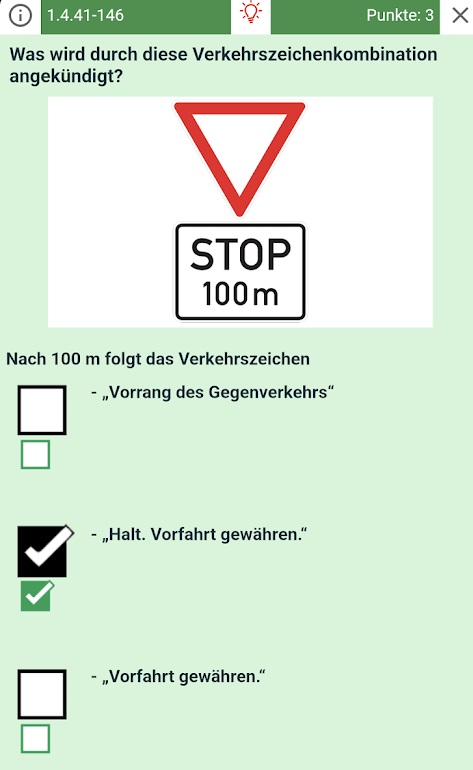 1.4.41-146
Punkte: 3
Was wird durch diese Verkehrszeichenkombination
angekündigt?
STOP
100 m
Nach 100 m folgt das Verkehrszeichen
- „Vorrang des Gegenverkehrs“
- „Halt. Vorfahrt gewähren.“
- „Vorfahrt gewähren.“